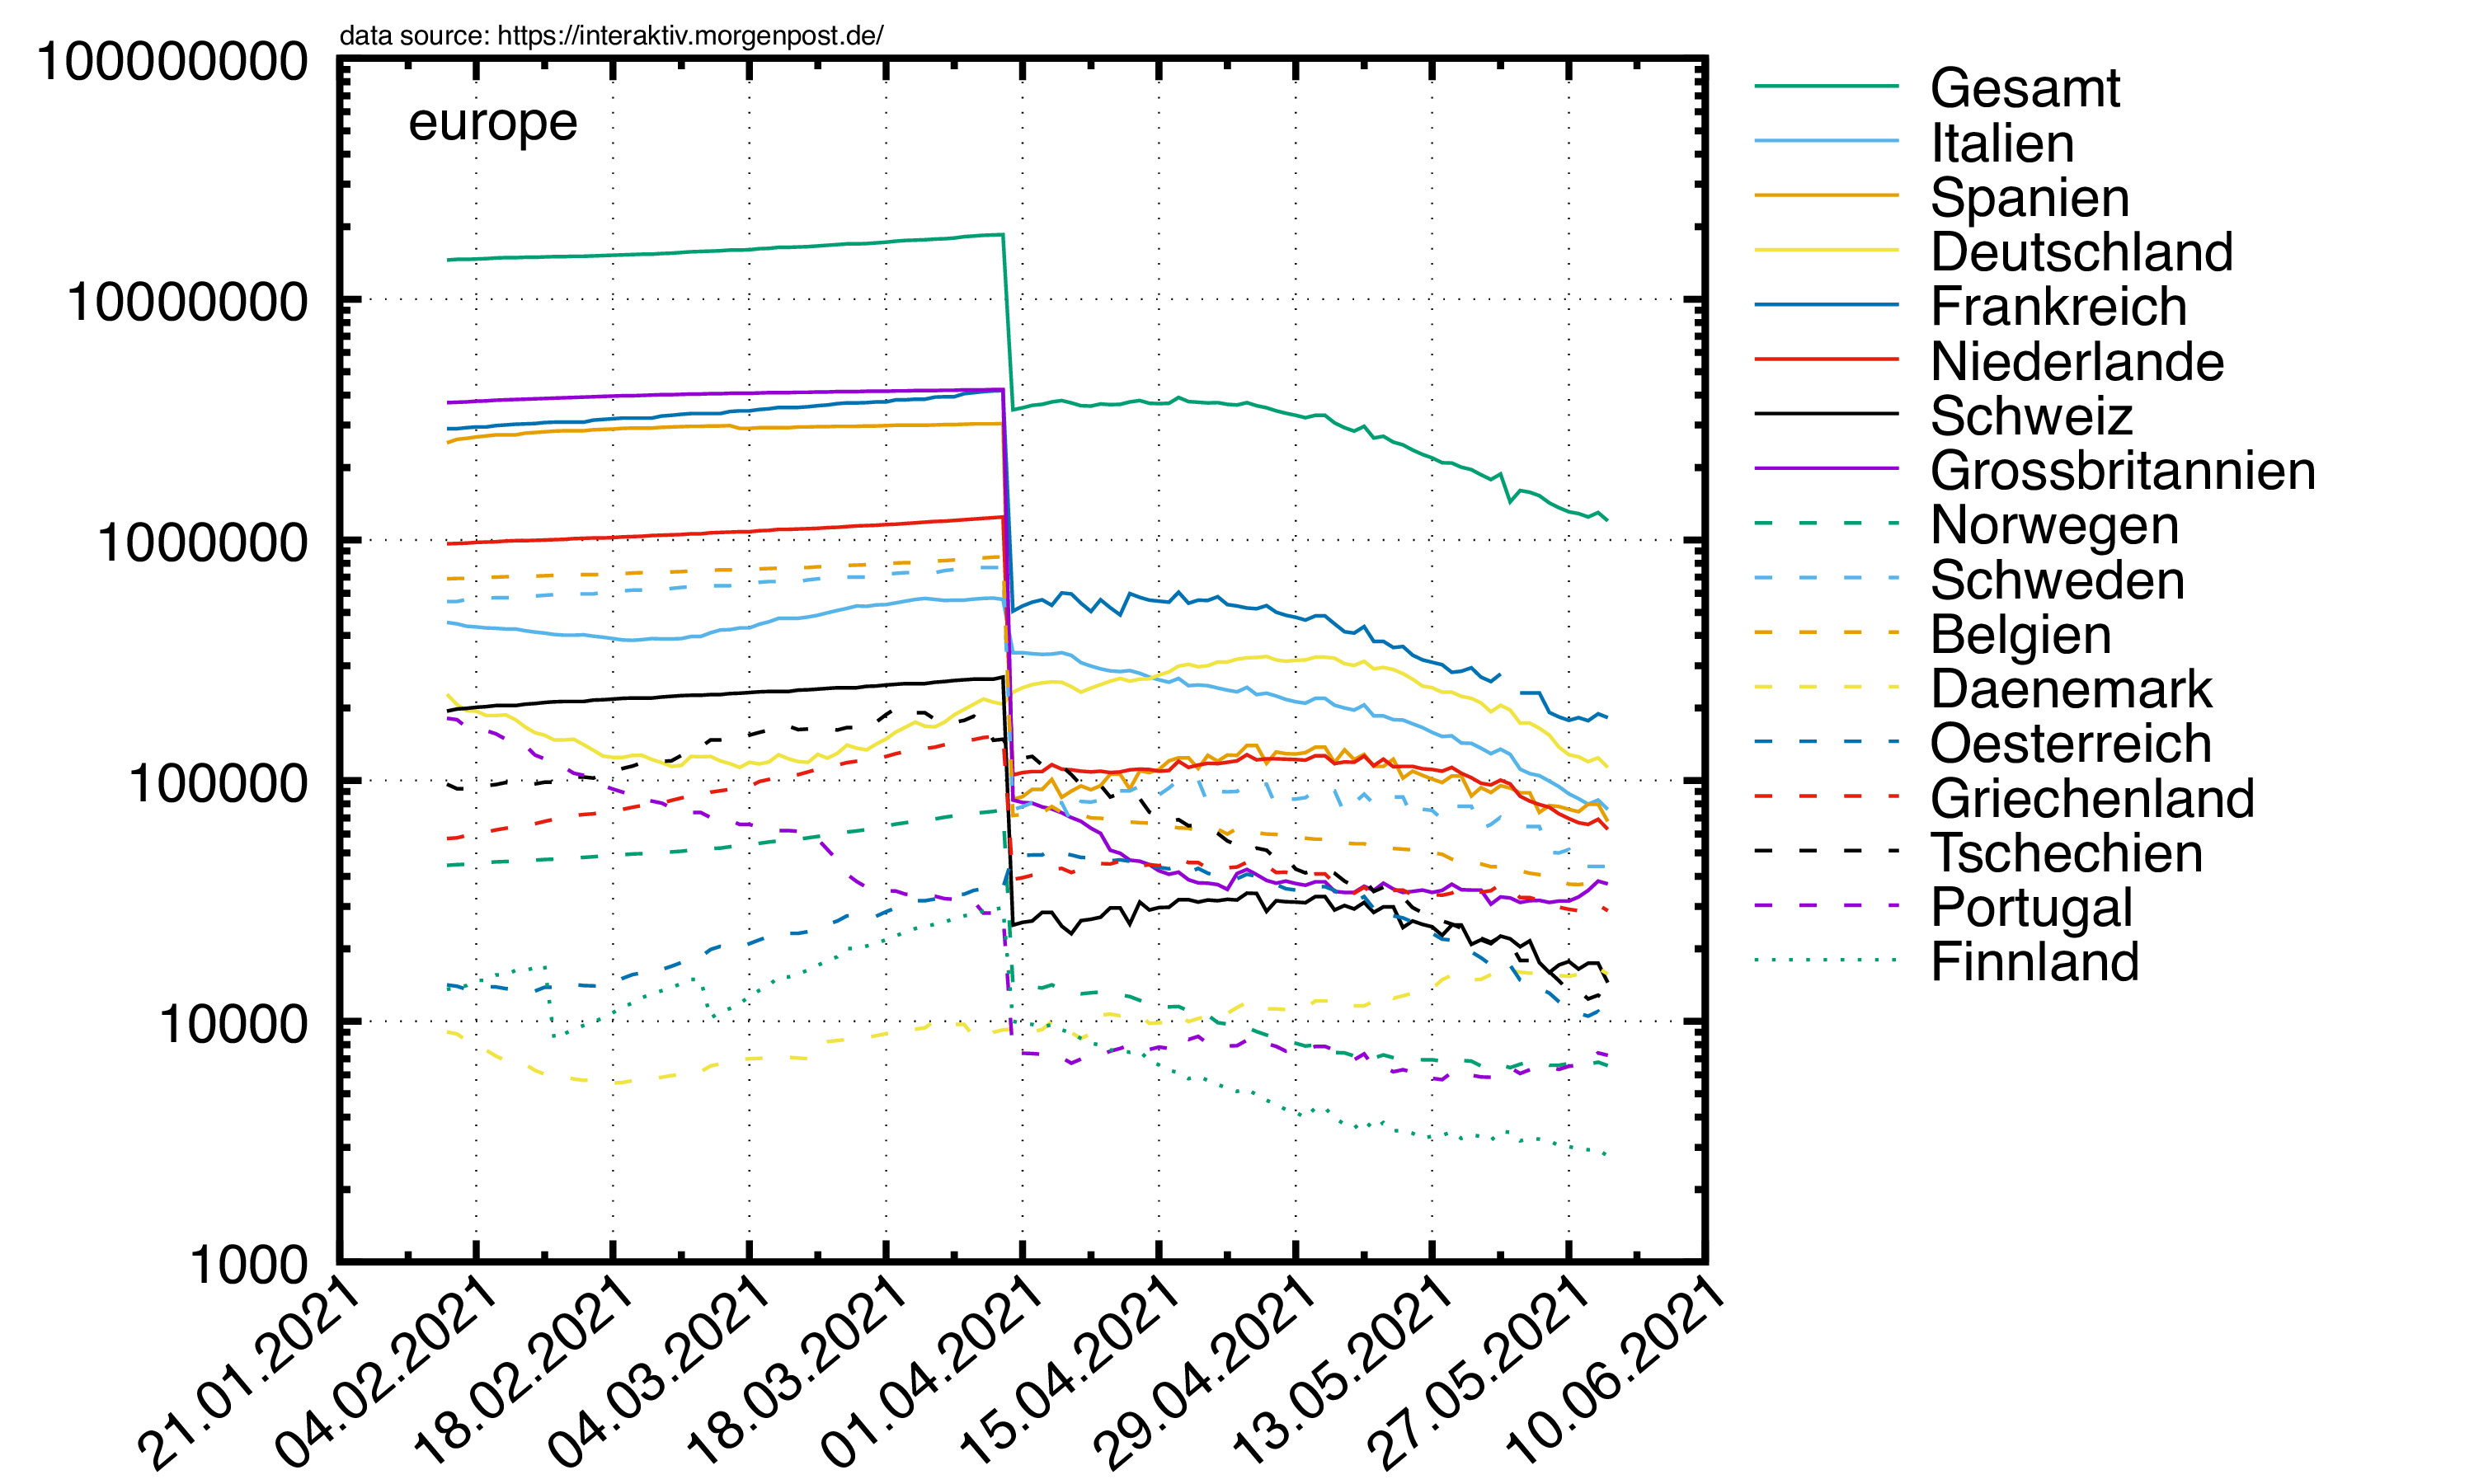 data source: https://interaktiv.morgenpost.de/
100000000
10000000
1000000
100000
10000
1000
europe
21.01.2021
04.02.2021
18.02.2021
04.03.2021
18.03.2021
01.04.2021
15.04.2021
29.04.2021
13.05.2021
27.05.2021
10.06.2021
Gesamt
Italien
Spanien
Deutschland
Frankreich
Niederlande
Schweiz
Grossbritannien
Norwegen
Schweden
Belgien
Daenemark
Oesterreich
Griechenland
Tschechien
Portugal
Finnland